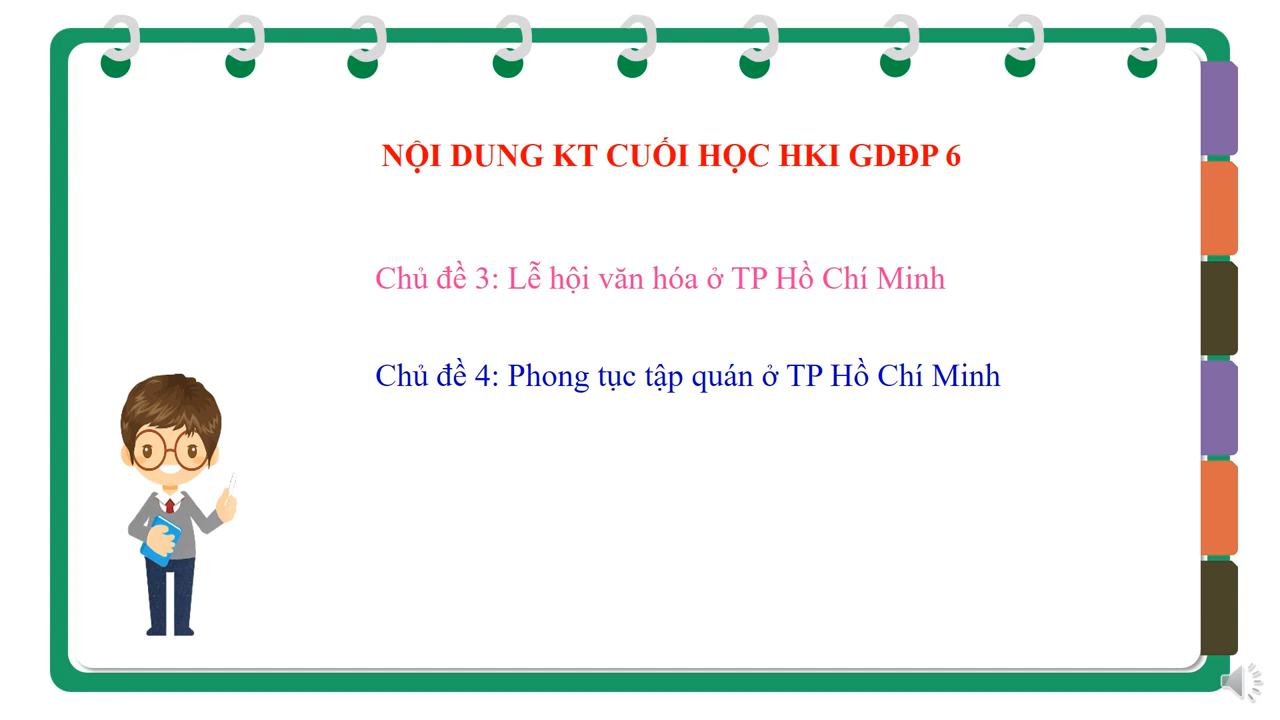 NỘI DUNG KT CUỐI HỌC HKI GDĐP 6
Chủ đề 3: Lễ hội văn hóa ở TP Hồ Chí Minh
Chủ đề 4: Phong tục tập quán ở TP Hồ Chí Minh